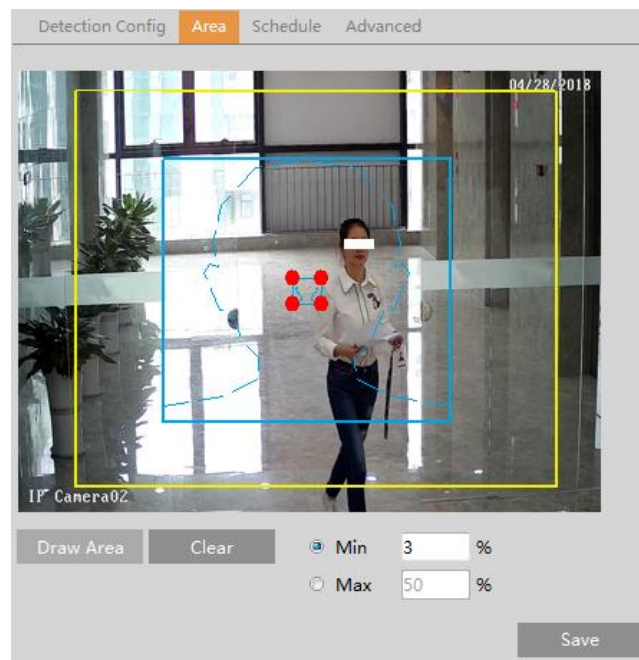 Detection Config Area Schedule Advanced
04/28/2018
IP Camera02
Draw Area Clear Min 3 %
Max 50 %
Save